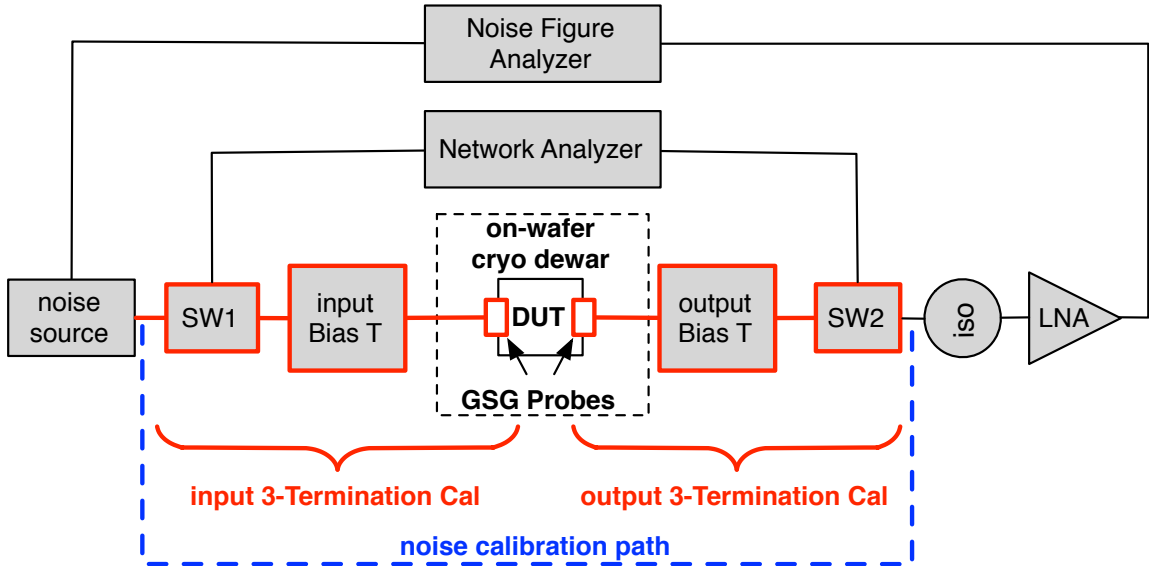 Noise Figure
Analyzer
Network Analyzer
on-wafer
cryo dewar
noise
source
SW1
input
Bias T
DUT
output
Bias T
SW2
iso
LNA
GSG Probes
input 3-Termination Cal
output 3-Termination Cal
noise calibration path